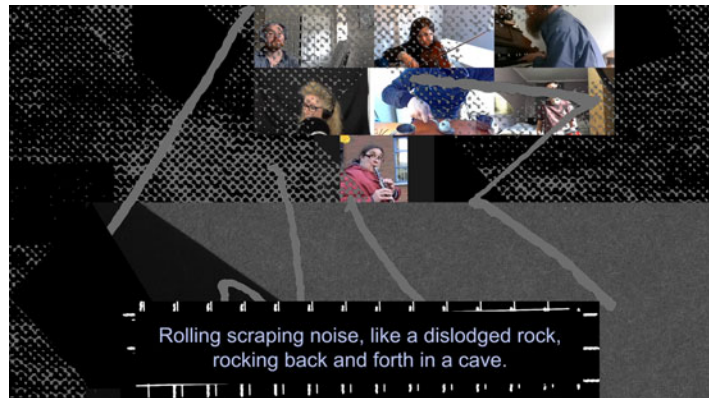 Rolling scraping noise, like a dislodged rock,
rocking back and forth in a cave.